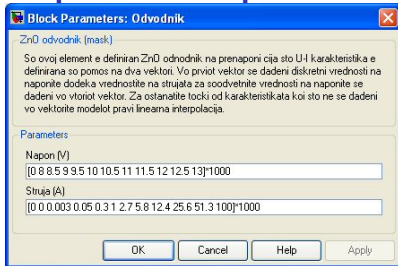 Block Parameters: Odvodnik
ZnO odvodnik (mask)
So ovoj element e definiran ZnO odnodnik na prenaponi cija sto U-I karakteristika e
definirana so pomos na dva vektori. Vo prviot vektor se dadeni diskretni vrednosti na
naponite dodeka vrednostite na strujata za soodvetnite vrednosti na naponite se
dadeni vo vtoriot vektor. Za ostanatite tocki od karakteristikata koi sto ne se dadeni
vo vektorite modelot pravi linearna interpolacija.
Parameters
Napon (V)
[0 8 8.5 9 9.5 10 10.5 11 11.5 12 12.5 13]*1000
Struja (A)
[0 0 0.003 0.05 0.3 1 2.7 5.8 12.4 25.6 51.3 100]*1000
OK
Cancel
Help
Apply